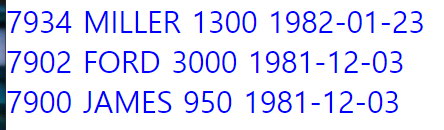 7934 MILLER 1300 1982-01-23
7902 FORD 3000 1981-12-03
7900 JAMES 950 1981-12-03